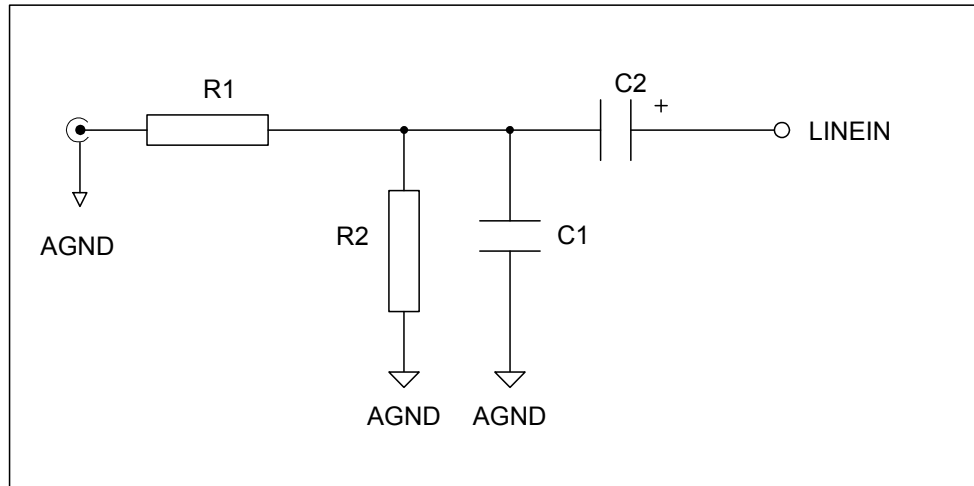 R1
C2
+
LINEIN
AGND
R2
C1
AGND
AGND